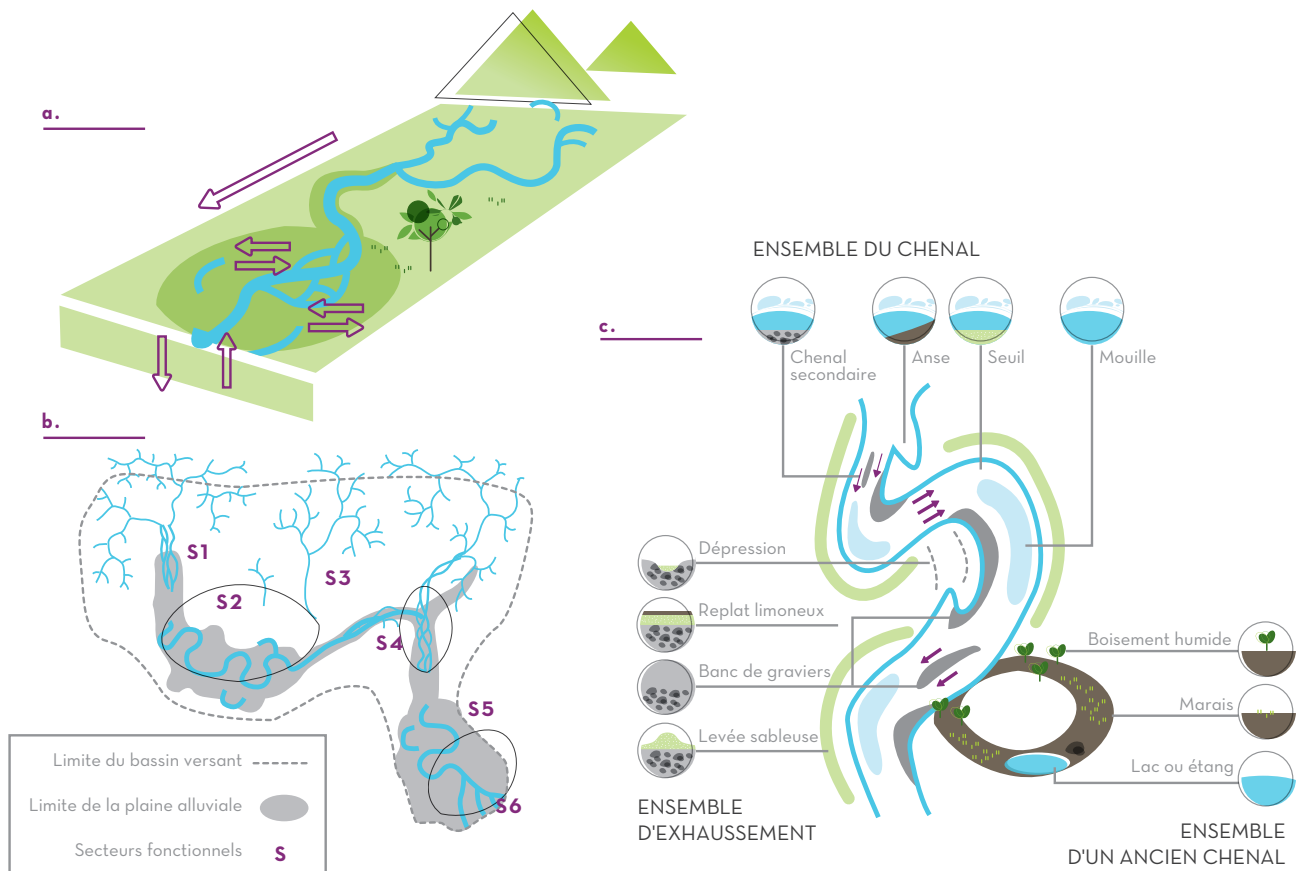 a.
b.
S1
S2
S3
S4
S5
S6
Limite du bassin versant
Limite de la plaine alluviale
Secteurs fonctionnels S
c.
ENSEMBLE DU CHENAL
Chenal
secondaire
Anse
Seuil
Mouille
Dépression
Replat limoneux
Banc de graviers
Levée sableuse
ENSEMBLE
D'EXHAUSSEMENT
Boisement humide
Marais
Lac ou étang
ENSEMBLE
D'UN ANCIEN CHENAL